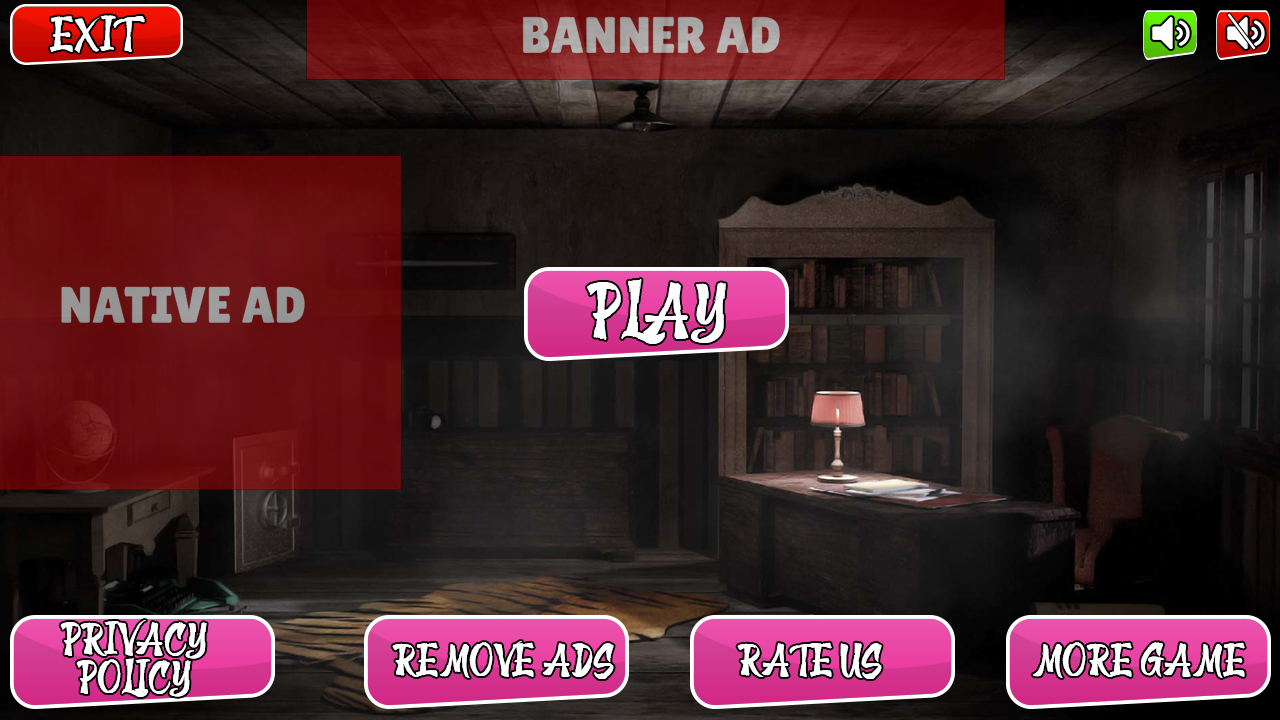 EXIT
BANNER AD
NATIVE AD
PLAY
PRIVACY
POLICY
REMOVE ADS
RATE US
MORE GAME